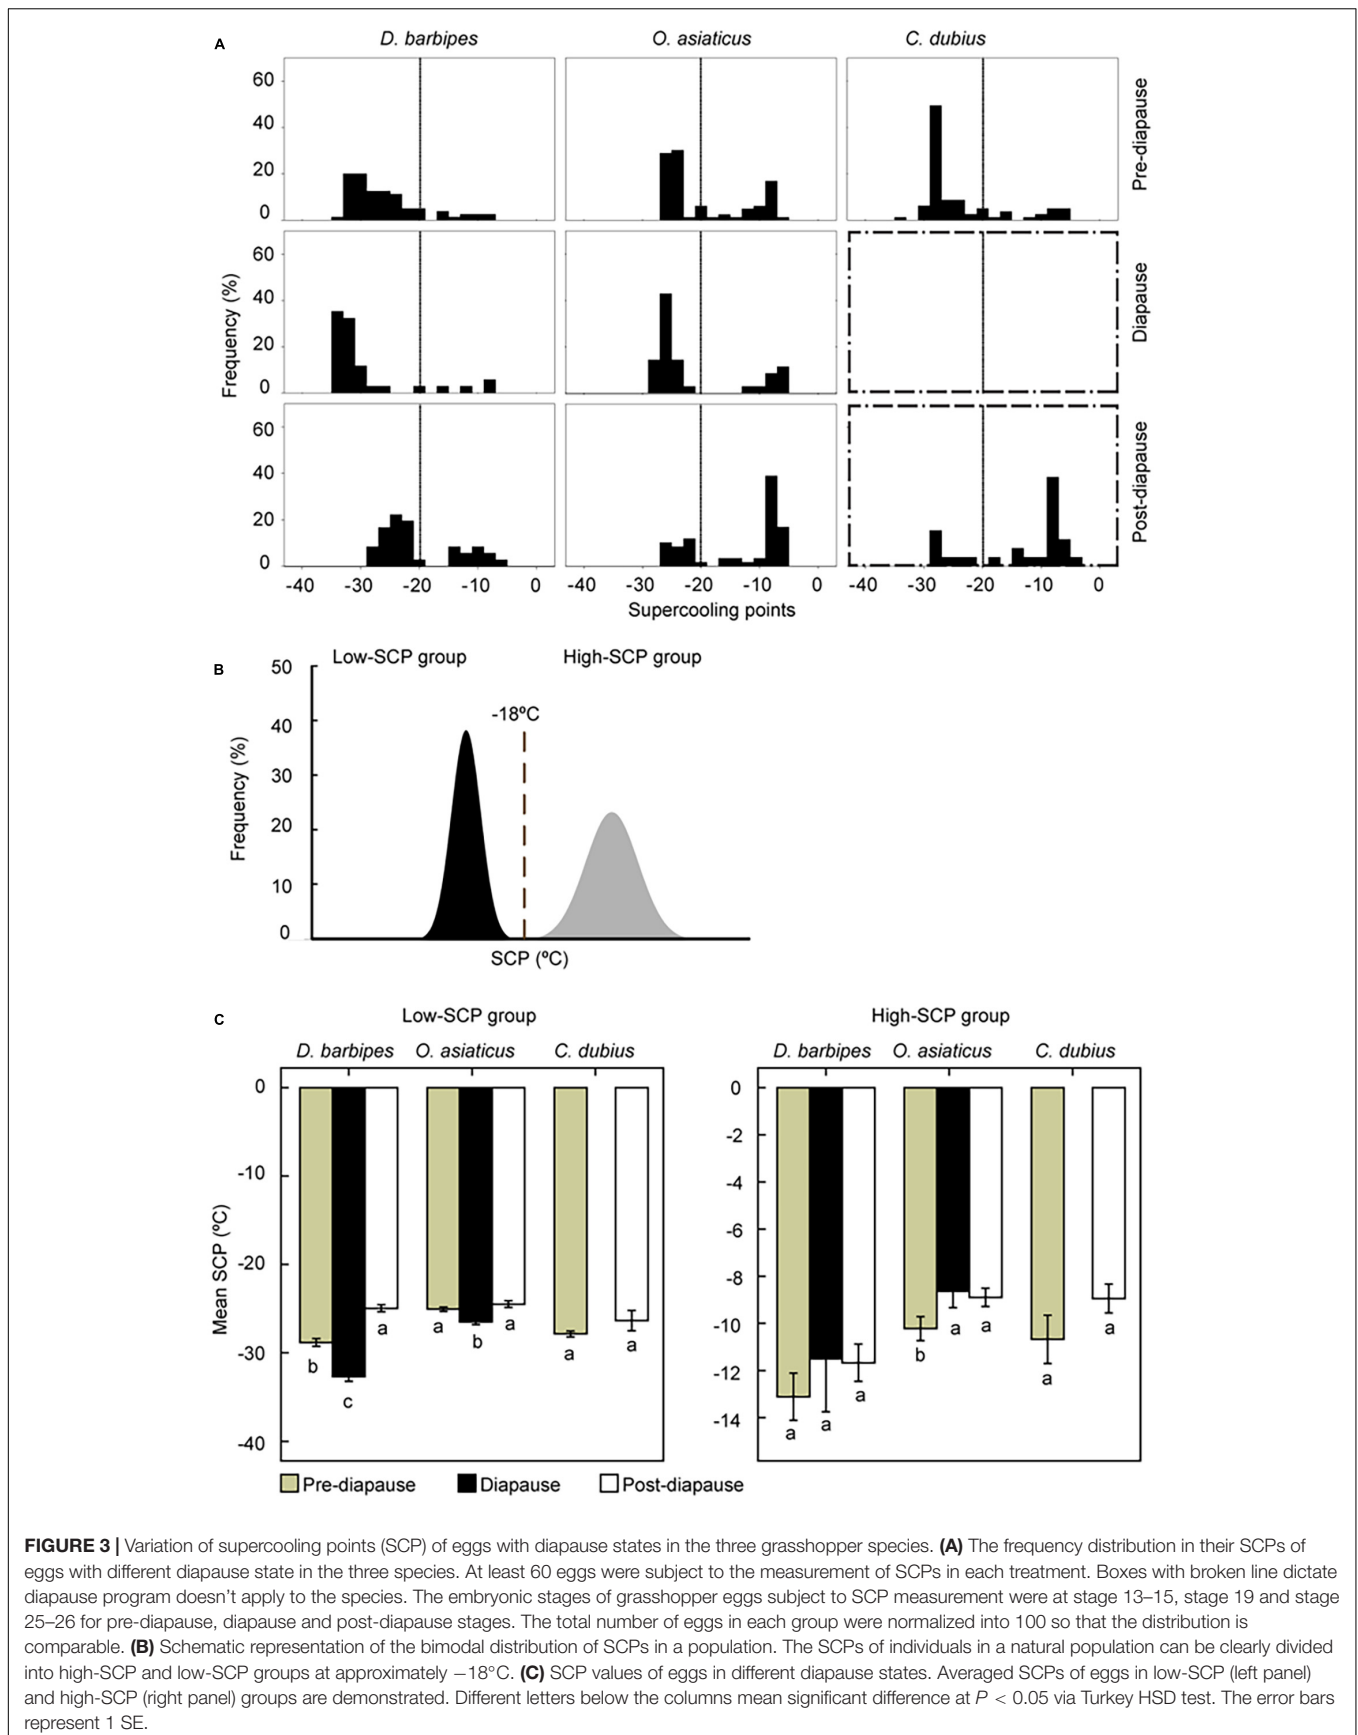 A
D. barbipes
O. asiaticus
C. dubius
60
40
20
0
Pre-diapause
60
40
20
0
Diapause
Frequency (%)
60
40
20
0
Post-diapause
-40 -30 -20 -10 0 -40 -30 -20 -10 0 -40 -30 -20 -10 0
Supercooling points
B
Low-SCP group
High-SCP group
-18ºC
50
40
30
20
10
0
Frequency (%)
SCP (ºC)
C
Low-SCP group
High-SCP group
D. barbipes O. asiaticus C. dubius
D. barbipes O. asiaticus C. dubius
0
-10
-20
-30
-40
Mean SCP (ºC)
b c a a b a a a
0
-2
-4
-6
-8
-10
-12
-14
a a a b a a a a
Pre-diapause Diapause Post-diapause
FIGURE 3 | Variation of supercooling points (SCP) of eggs with diapause states in the three grasshopper species. (A) The frequency distribution in their SCPs of
eggs with different diapause state in the three species. At least 60 eggs were subject to the measurement of SCPs in each treatment. Boxes with broken line dictate
diapause program doesn't apply to the species. The embryonic stages of grasshopper eggs subject to SCP measurement were at stage 13–15, stage 19 and stage
25–26 for pre-diapause, diapause and post-diapause stages. The total number of eggs in each group were normalized into 100 so that the distribution is
comparable. (B) Schematic representation of the bimodal distribution of SCPs in a population. The SCPs of individuals in a natural population can be clearly divided
into high-SCP and low-SCP groups at approximately −18°C. (C) SCP values of eggs in different diapause states. Averaged SCPs of eggs in low-SCP (left panel)
and high-SCP (right panel) groups are demonstrated. Different letters below the columns mean significant difference at P < 0.05 via Turkey HSD test. The error bars
represent 1 SE.